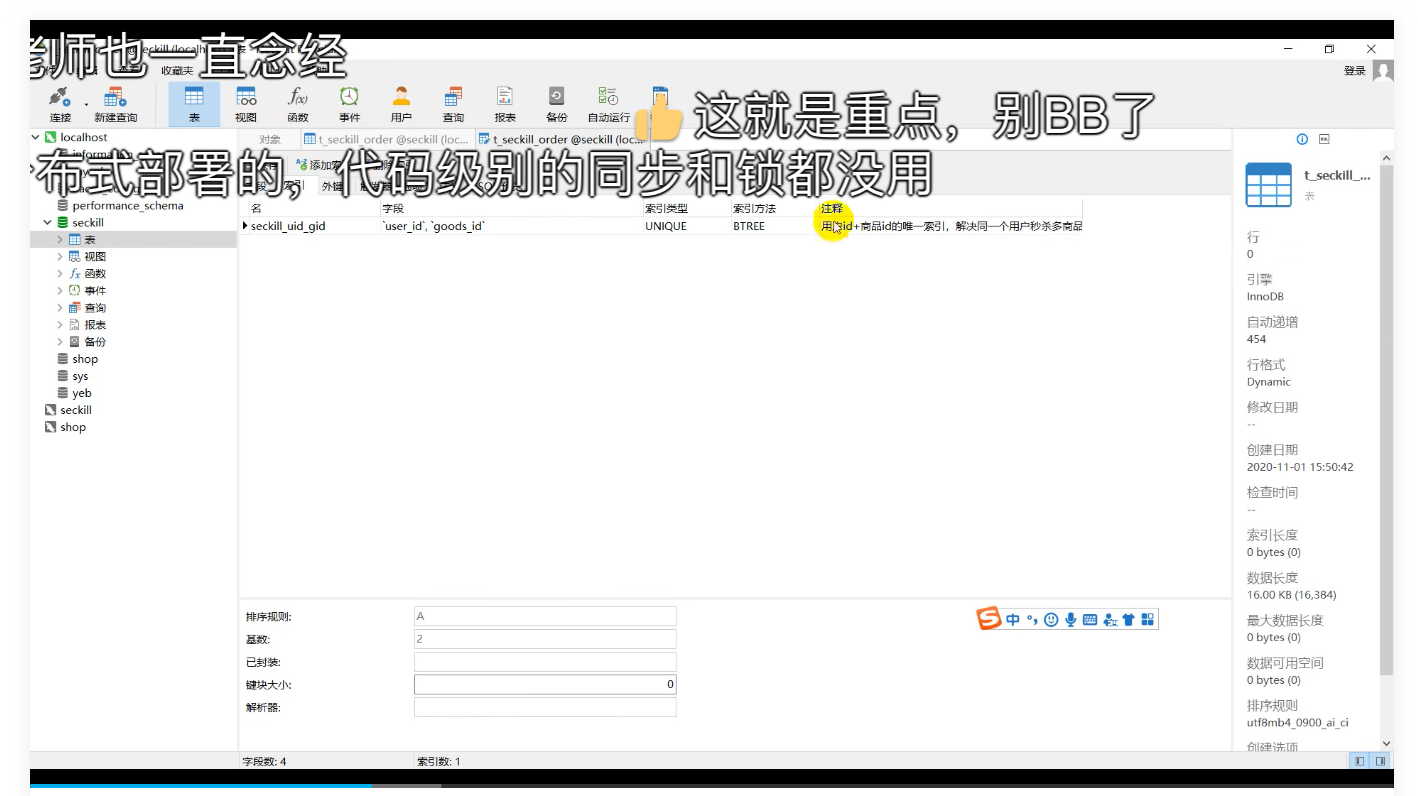 老师也一直念经
收藏夹
登录
连接 新建查询 表 视图 函数 事件 用户 查询 报表 备份 自动运行
这就是重点，别BB了
localhost
对象 t_seckill_order @seckill (loc... t_seckill_order @seckill (loc...
布式部署的，代码级别的同步和锁都没用
performance_schema
名 字段 索引类型 索引方法 注释
seckill_uid_gid `user_id`, `goods_id` UNIQUE BTREE 用户id+商品id的唯一索引，解决同一个用户秒杀多商品
seckill
表
视图
函数
事件
查询
报表
备份
shop
sys
yeb
seckill
shop
t_seckill_...
表
行
0
引擎
InnoDB
自动递增
454
行格式
Dynamic
修改日期
--
创建日期
2020-11-01 15:50:42
检查时间
--
索引长度
0 bytes (0)
数据长度
16.00 KB (16,384)
最大数据长度
0 bytes (0)
数据可用空间
0 bytes (0)
排序规则
utf8mb4_0900_ai_ci
创建选项
排序规则: A
基数: 2
已封装:
键块大小: 0
解析器:
中
字段数: 4 索引数: 1